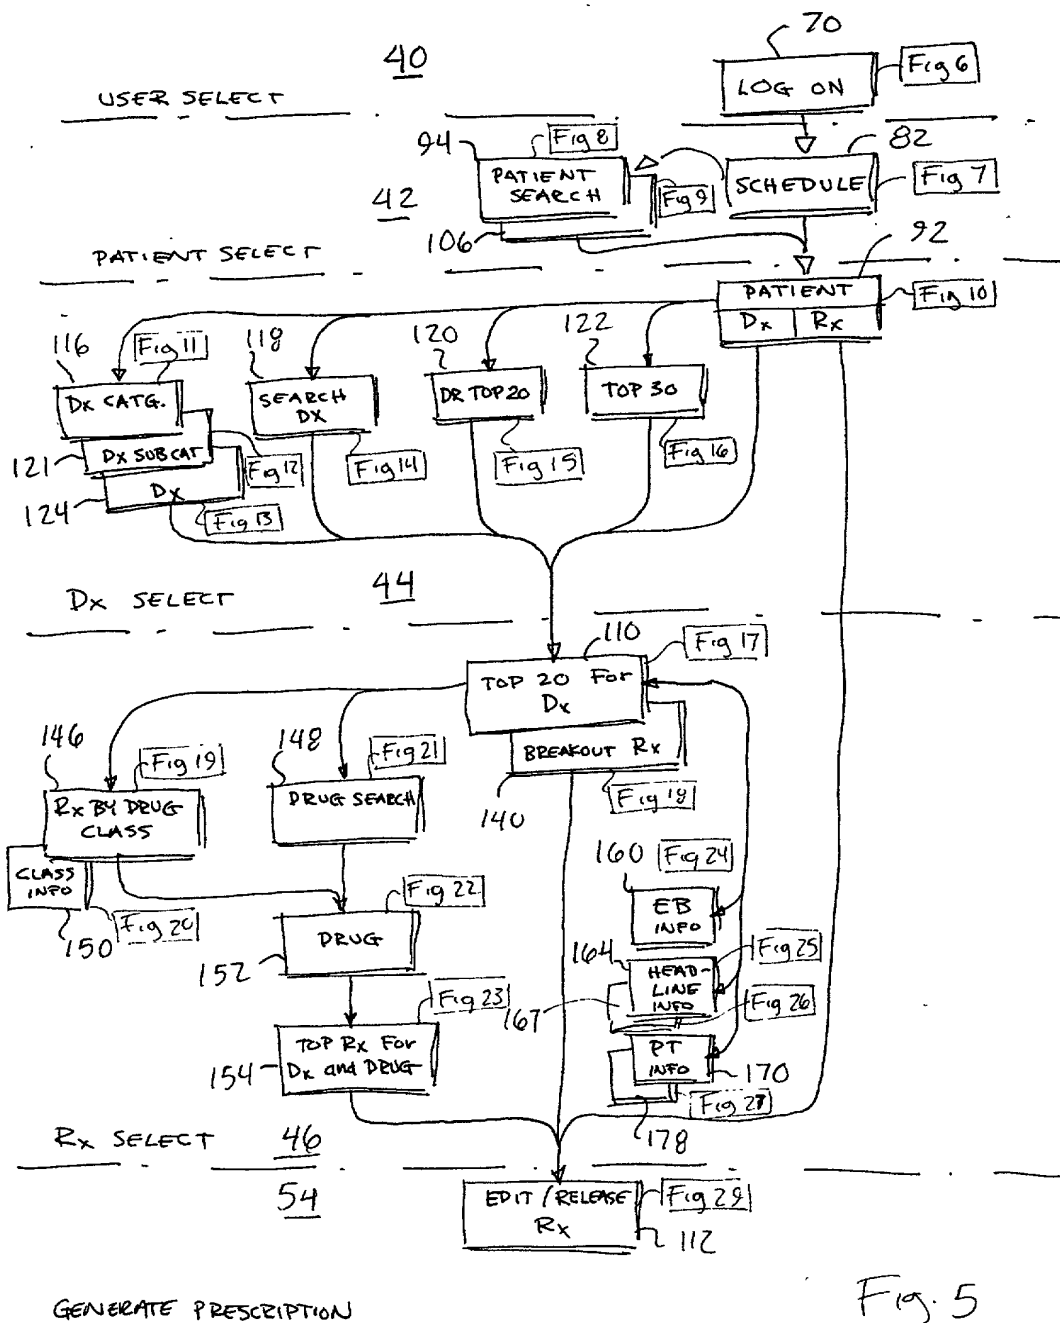 70
40
LOG ON
Fig 6
USER SELECT
94
Fig 8
82
PATIENT
SEARCH
Fig 9
SCHEDULE
Fig 7
42
106
92
PATIENT SELECT
PATIENT
Fig 10
Dx
Rx
116
Fig 11
118
120
122
Dx CATG.
SEARCH
DX
DR TOP 20
TOP 30
121
Dx SUBCAT
Fig 12
Fig 14
Fig 15
Fig 16
124
Dx
Fig 13
Dx SELECT
44
110
Fig 17
TOP 20 For
Dx
146
Fig 19
148
Fig 21
BREAKOUT Rx
Rx BY DRUG
CLASS
DRUG SEARCH
140
Fig 18
CLASS
INFO
160
Fig 24
150
Fig 20
Fig 22
EB
INFO
DRUG
152
164
HEAD-
LINE
INFO
Fig 25
Fig 23
167
Fig 26
TOP Rx For
Dx and DRUG
154
PT
INFO
170
Fig 27
178
Rx SELECT
46
54
EDIT / RELEASE
Rx
Fig 28
112
GENERATE PRESCRIPTION
Fig. 5